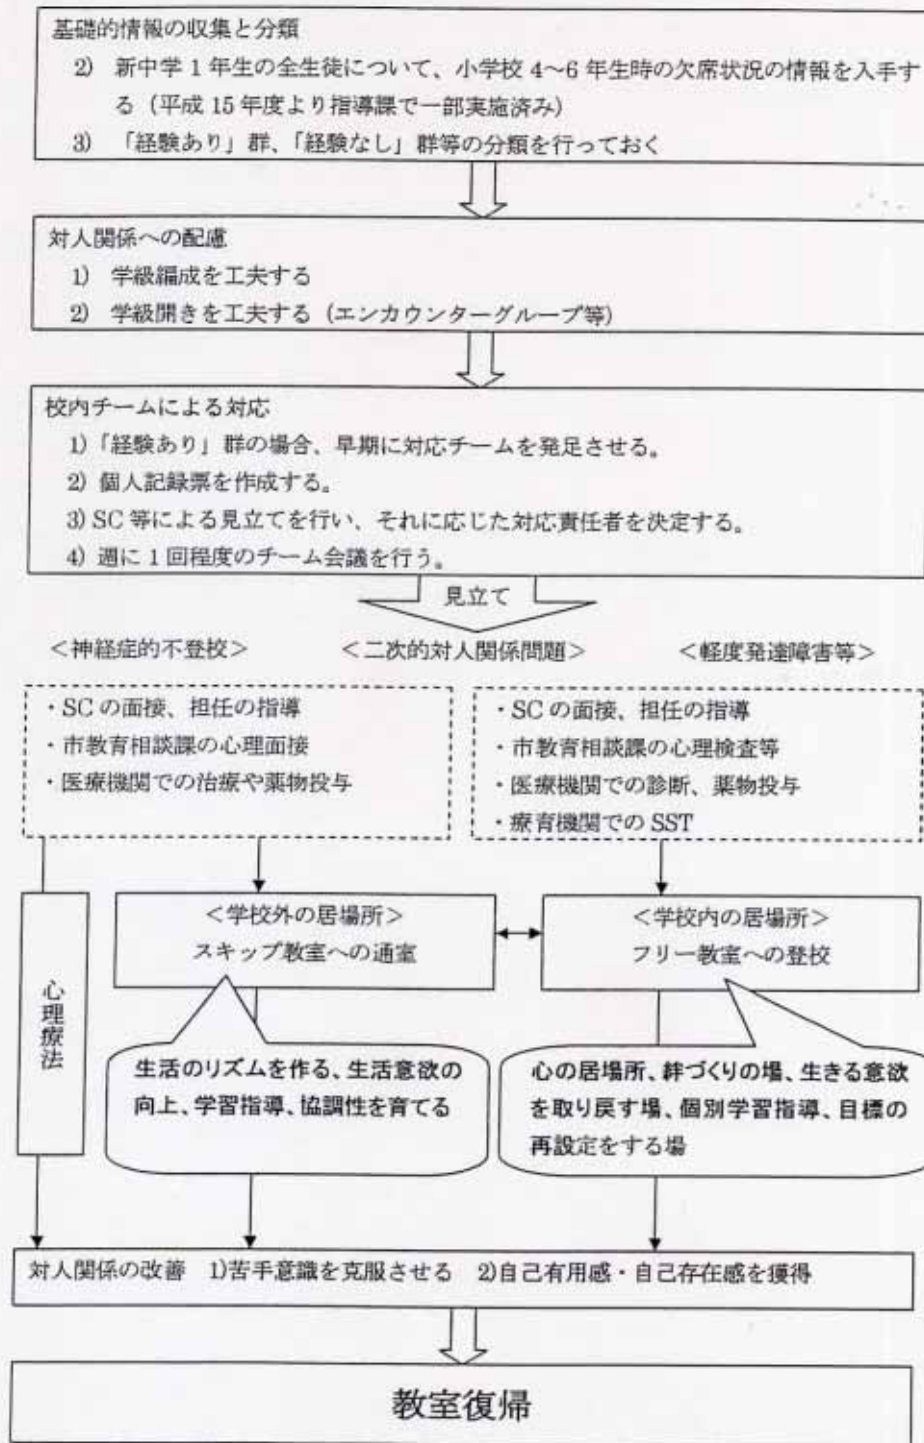 基礎的情報の収集と分類
2) 新中学1年生の全生徒について、小学校4～6年生時の欠席状況の情報を入手す
る（平成15年度より指導課で一部実施済み）
3) 「経験あり」群、「経験なし」群等の分類を行っておく
対人関係への配慮
1) 学級編成を工夫する
2) 学級開きを工夫する（エンカウンターグループ等）
校内チームによる対応
1)「経験あり」群の場合、早期に対応チームを発足させる。
2) 個人記録票を作成する。
3)SC等による見立てを行い、それに応じた対応責任者を決定する。
4) 週に1回程度のチーム会議を行う。
見立て
＜神経症的不登校＞ ＜二次的対人関係問題＞ ＜軽度発達障害等＞
・SCの面接、担任の指導
・市教育相談課の心理面接
・医療機関での治療や薬物投与
・SCの面接、担任の指導
・市教育相談課の心理検査等
・医療機関での診断、薬物投与
・療育機関でのSST
心理療法
＜学校外の居場所＞
スキップ教室への通室
＜学校内の居場所＞
フリー教室への登校
生活のリズムを作る、生活意欲の
向上、学習指導、協調性を育てる
心の居場所、絆づくりの場、生きる意欲
を取り戻す場、個別学習指導、目標の
再設定をする場
対人関係の改善 1)苦手意識を克服させる 2)自己有用感・自己存在感を獲得
教室復帰